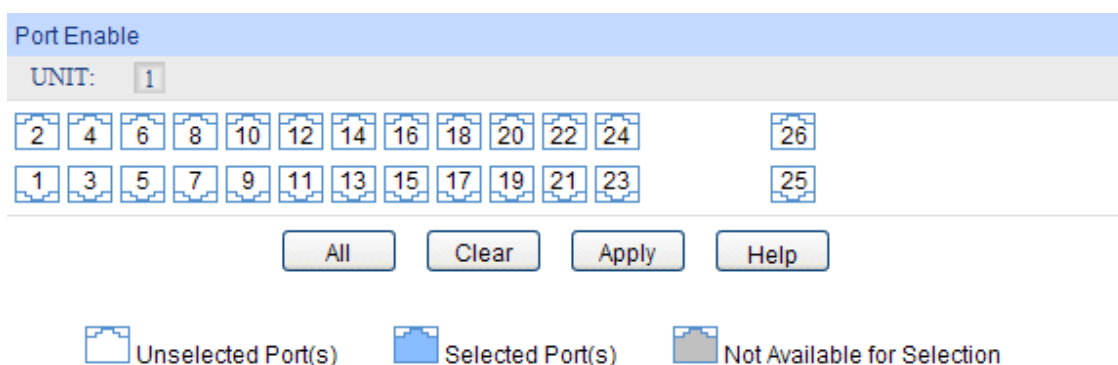 Port Enable
UNIT: 1
2 4 6 8 10 12 14 16 18 20 22 24 26
1 3 5 7 9 11 13 15 17 19 21 23 25
All Clear Apply Help
Unselected Port(s) Selected Port(s) Not Available for Selection